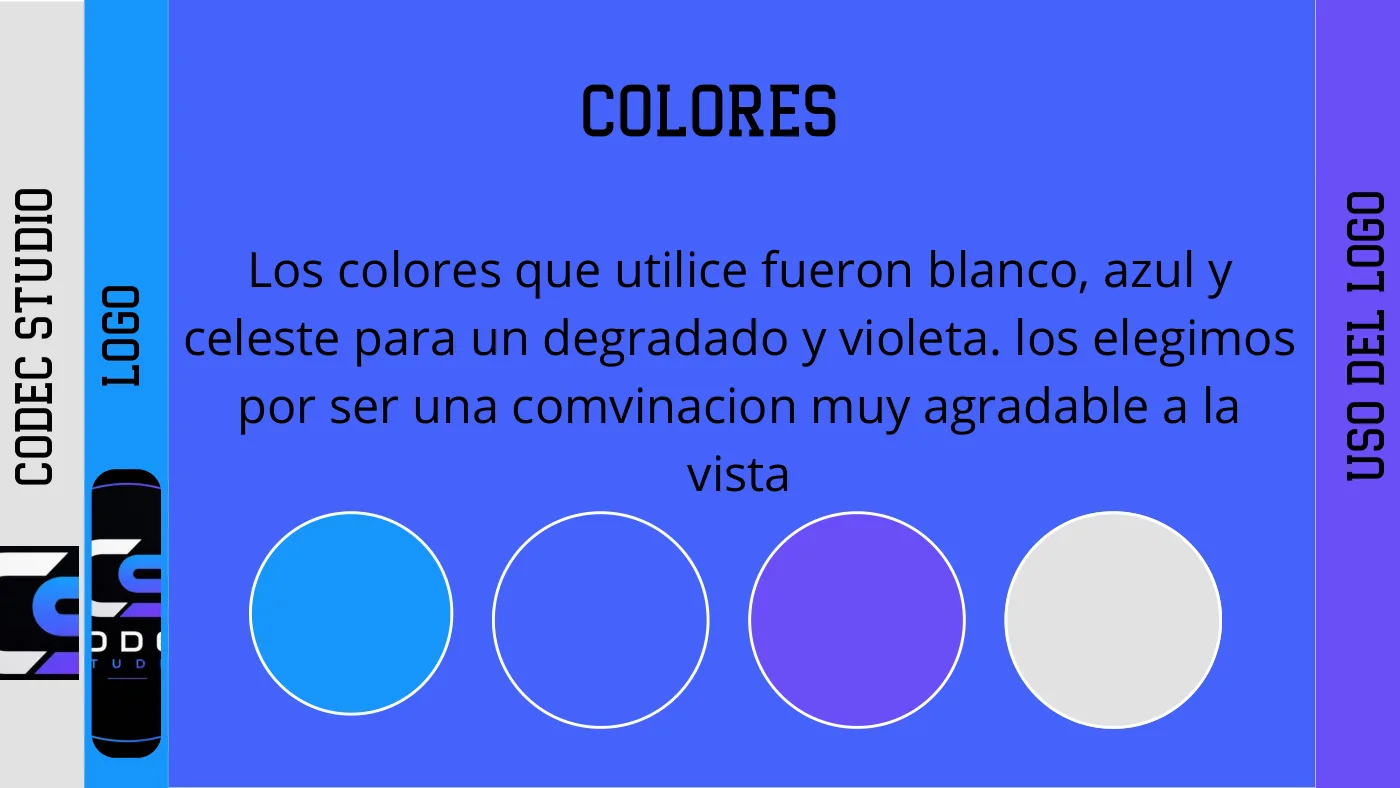 CODEC STUDIO
LOGO
COLORES
Los colores que utilice fueron blanco, azul y
celeste para un degradado y violeta. los elegimos
por ser una comvinacion muy agradable a la
vista
USO DEL LOGO